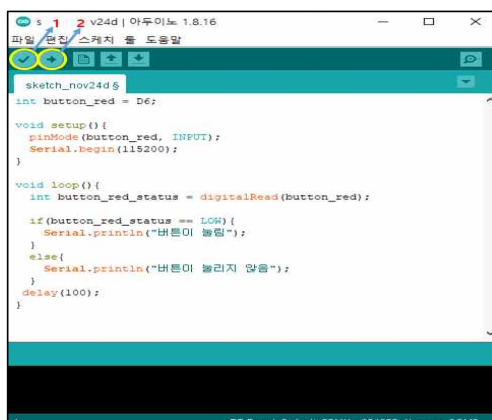 s 1 2 v24d | 아두이노 1.8.16
파일 편집 스케치 툴 도움말
sketch_nov24d §
int button_red = D6;
void setup(){
pinMode(button_red, INPUT);
Serial.begin(115200);
}
void loop(){
int button_red_status = digitalRead(button_red);
if(button_red_status == LOW){
Serial.println("버튼이 눌림");
}
else{
Serial.println("버튼이 눌리지 않음");
}
delay(100);
}